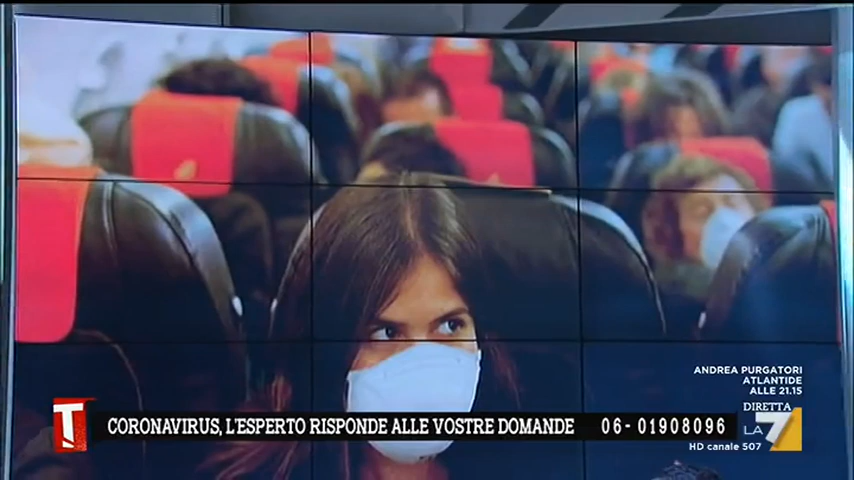 ANDREA PURGATORI
ATLANTIDE
ALLE 21.15
DIRETTA
T CORONAVIRUS, L'ESPERTO RISPONDE ALLE VOSTRE DOMANDE 06-01908096 LA7
HD canale 507